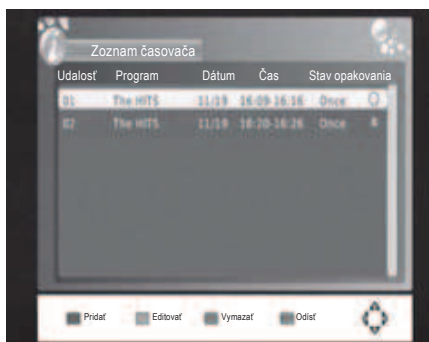 Zoznam časovača
Udalosť Program Dátum Čas Stav opakovania
01 The HITS 11/19 16:09-16:16 Once
02 The HITS 11/19 16:20-16:26 Once
Pridať Editovať Vymazať Odísť